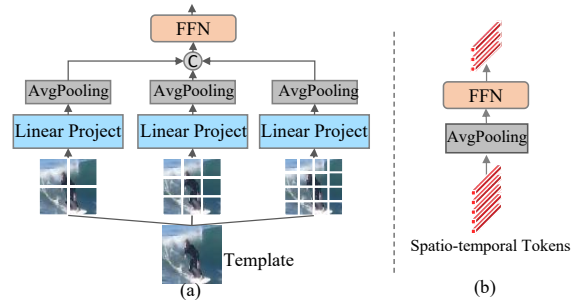 FFN
C
AvgPooling AvgPooling AvgPooling
Linear Project Linear Project Linear Project
Template
(a)
FFN
AvgPooling
Spatio-temporal Tokens
(b)